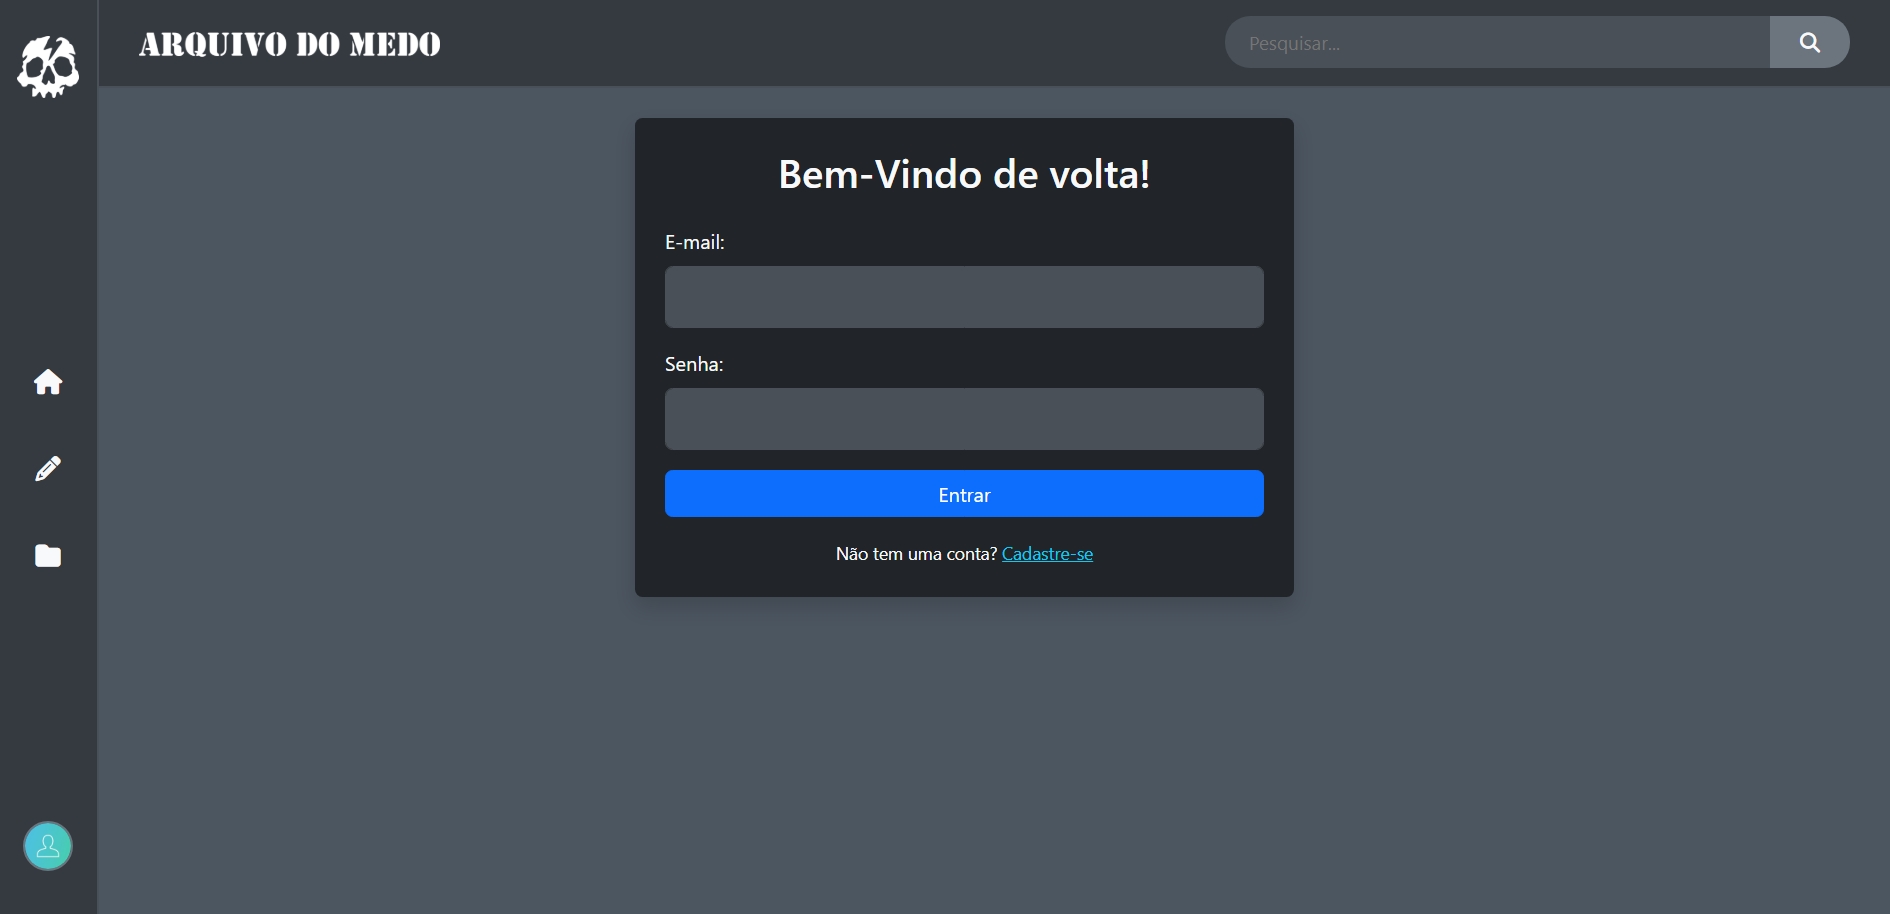 ARQUIVO DO MEDO
Pesquisar...
Bem-Vindo de volta!
E-mail:
Senha:
Entrar
Não tem uma conta? Cadastre-se